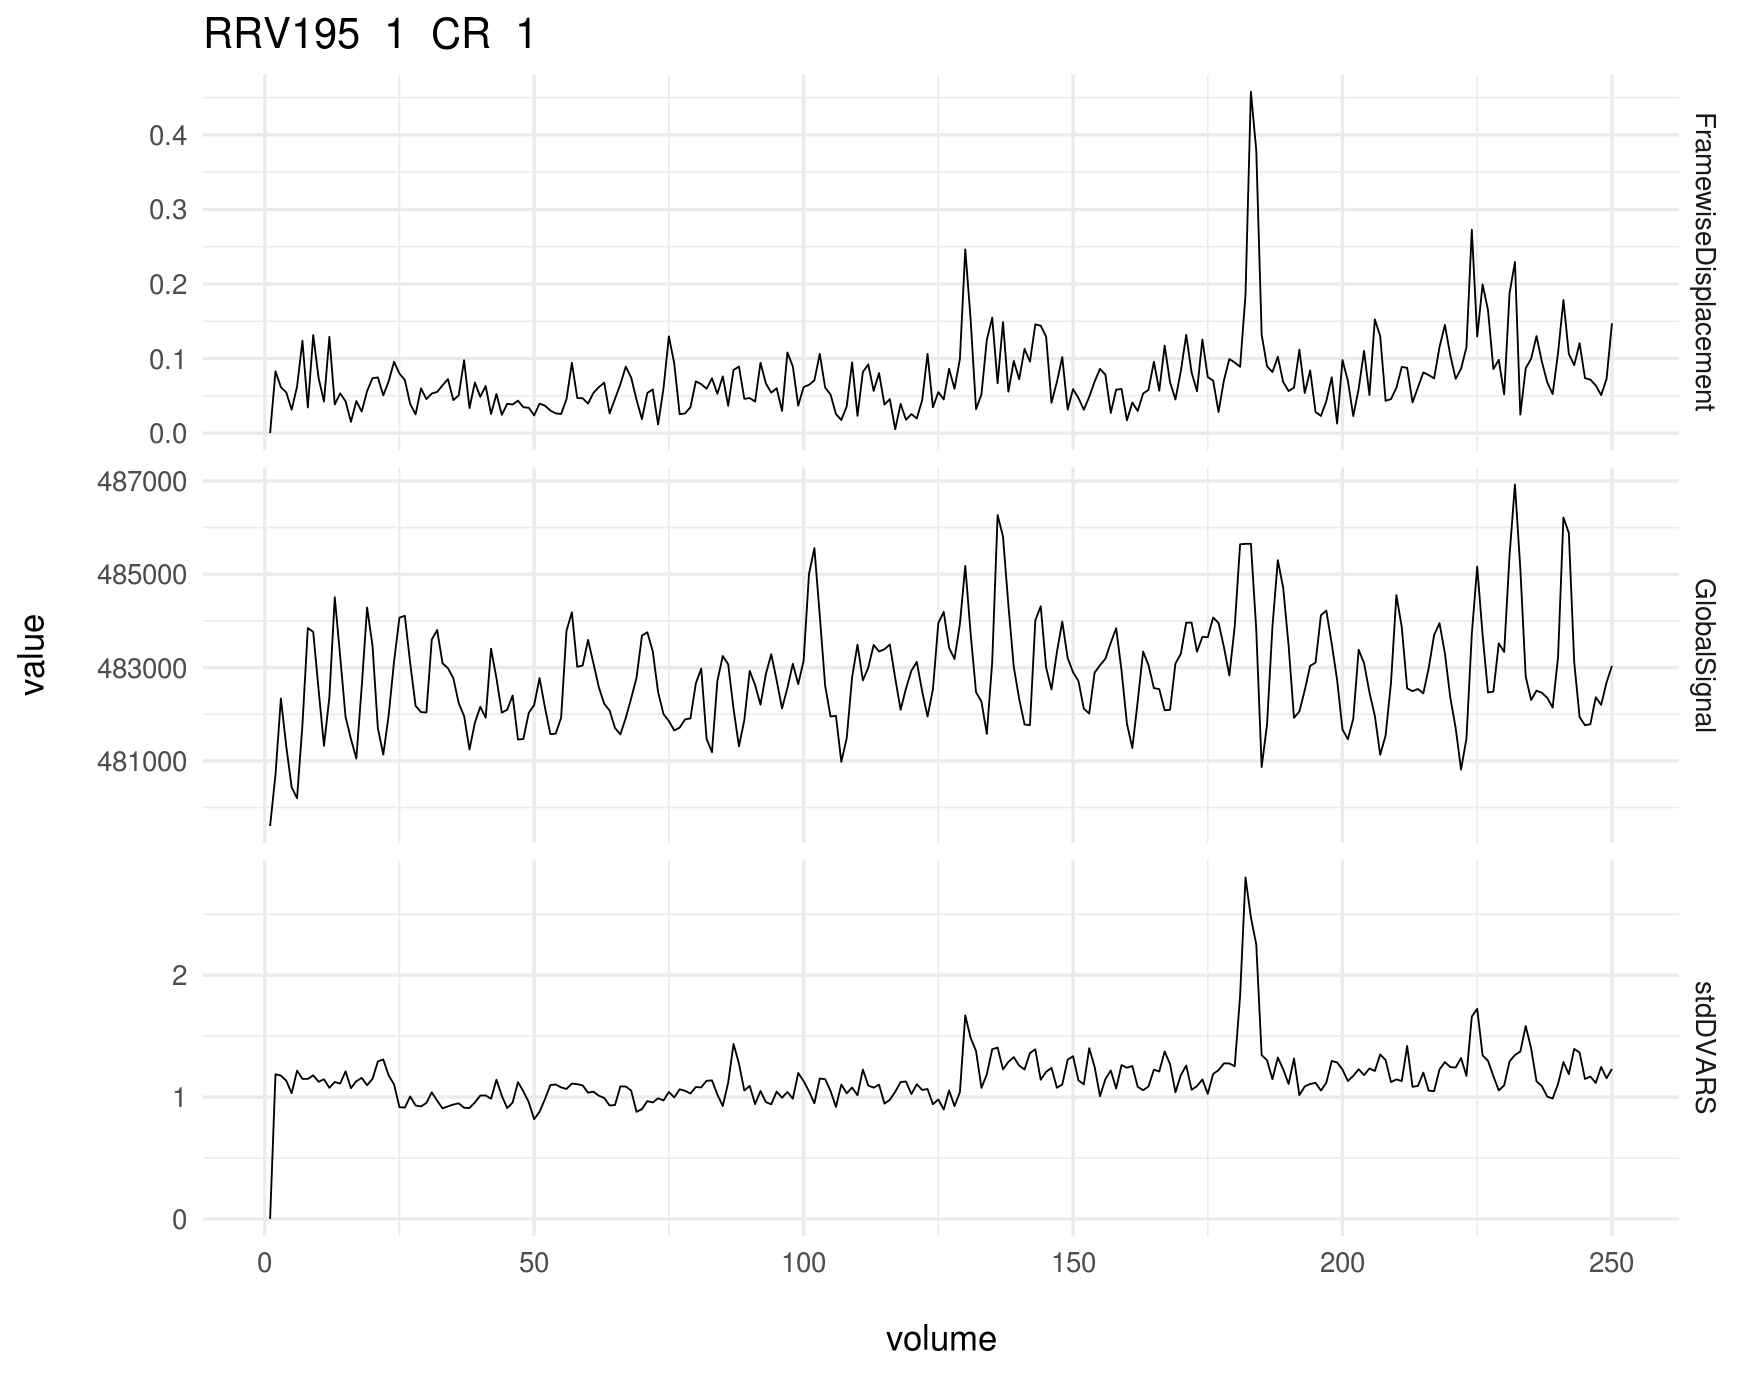 RRV195 1 CR 1
0.4
0.3
0.2
0.1
0.0
FramewiseDisplacement
487000
485000
483000
481000
GlobalSignal
value
2
1
0
stdDVARS
0 50 100 150 200 250
volume